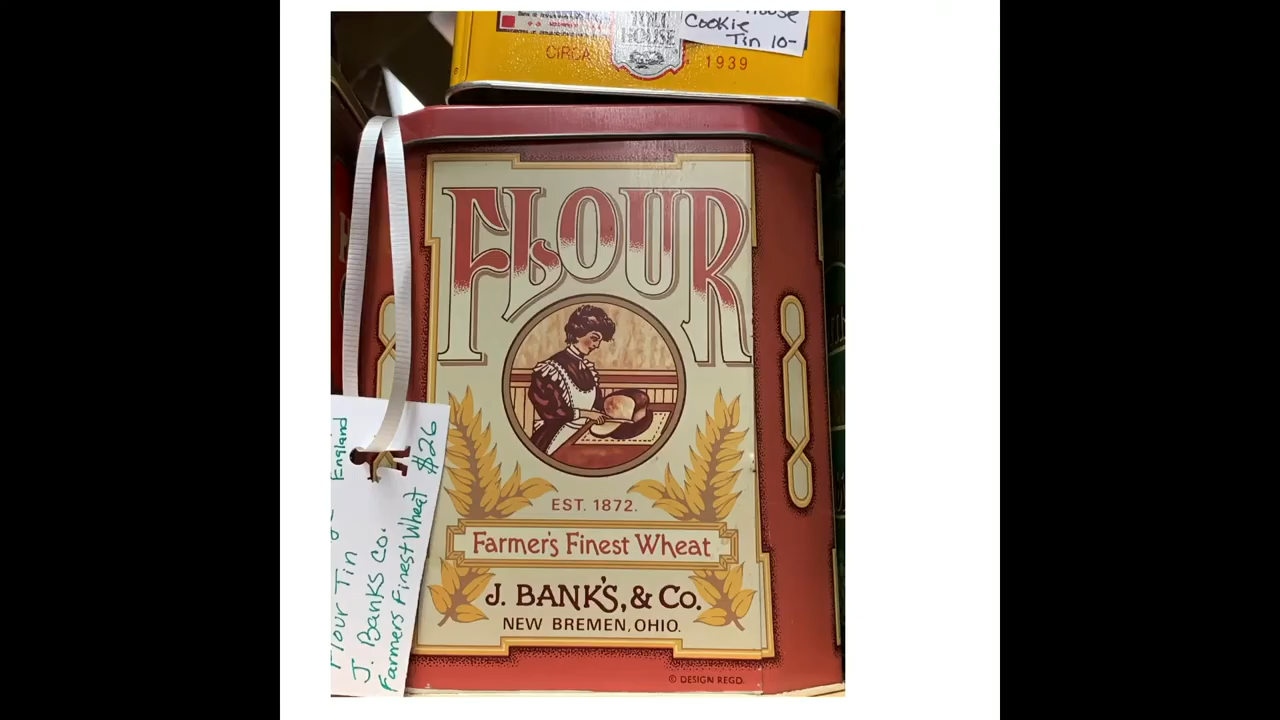 Cookie
Tin 10-
HOUSE
CIRCA 1939
FLOUR
EST. 1872.
Farmer's Finest Wheat
J. BANK'S, & Co.
NEW BREMEN, OHIO.
© DESIGN REGD.
England
Flour Tin
J. Banks Co.
Farmers Finest Wheat $26